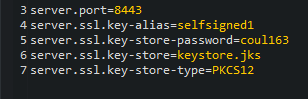 3 server.port=8443
4 server.ssl.key-alias=selfsigned1
5 server.ssl.key-store-password=coul163
6 server.ssl.key-store=keystore.jks
7 server.ssl.key-store-type=PKCS12